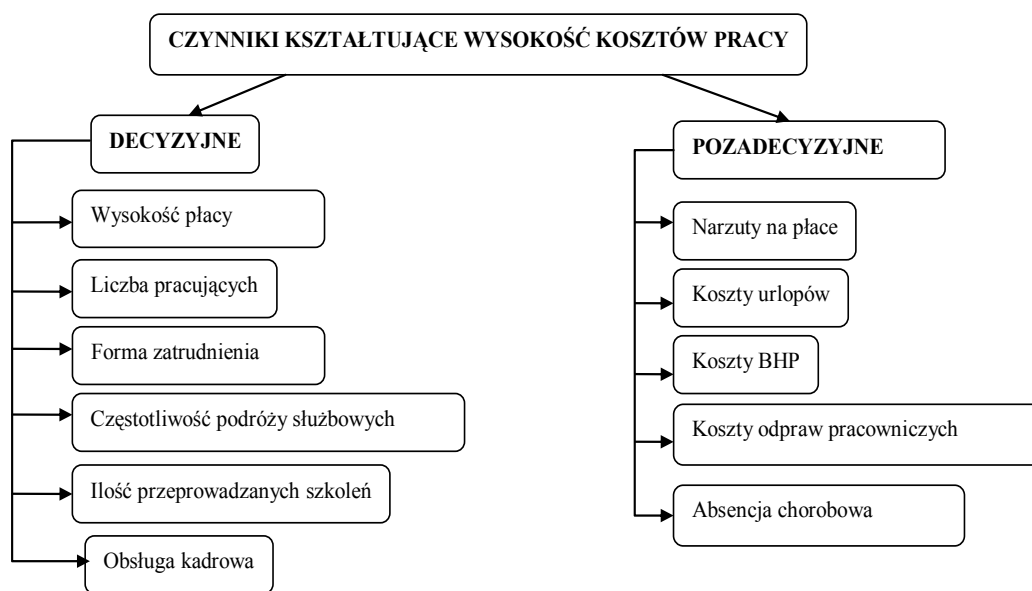 CZYNNIKI KSZTAŁTUJĄCE WYSOKOŚĆ KOSZTÓW PRACY
DECYZYJNE
Wysokość płacy
Liczba pracujących
Forma zatrudnienia
Częstotliwość podróży służbowych
Ilość przeprowadzanych szkoleń
Obsługa kadrowa
POZADECYZYJNE
Narzuty na płace
Koszty urlopów
Koszty BHP
Koszty odpraw pracowniczych
Absencja chorobowa